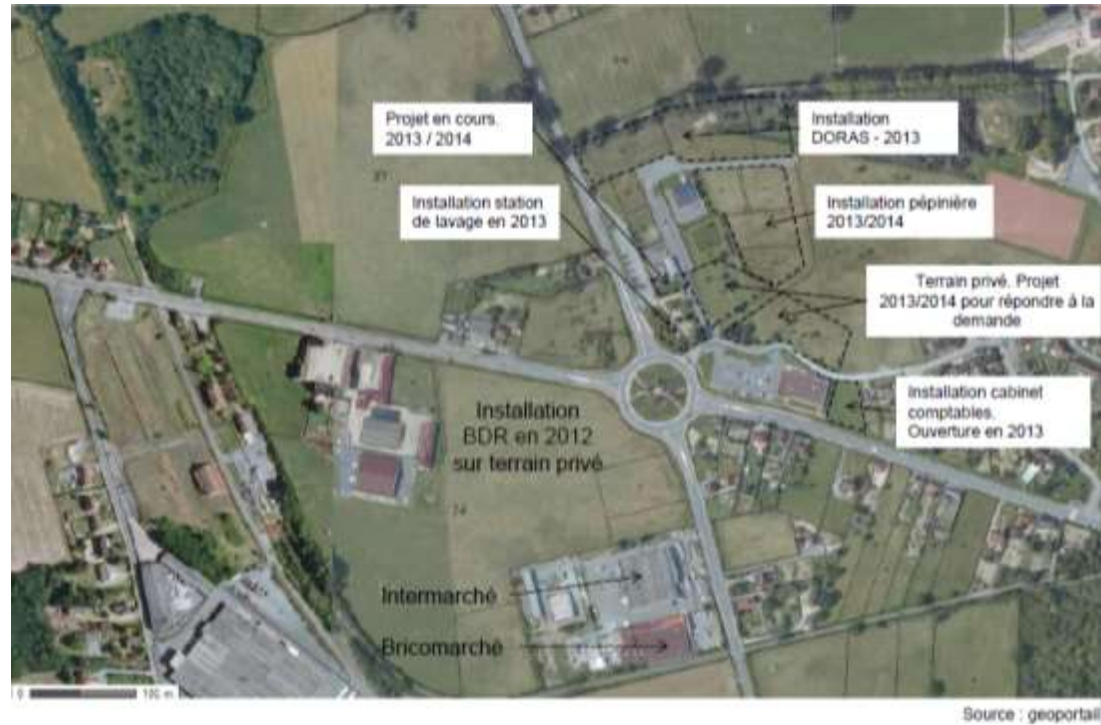 Projet en cours.
2013 / 2014
Installation
DORAS - 2013
Installation station
de lavage en 2013
Installation pépinière
2013/2014
Terrain privé. Projet
2013/2014 pour répondre à la
demande
Installation cabinet
comptables.
Ouverture en 2013
Installation
BDR en 2012
sur terrain privé
Intermarché
Bricomarché
0 100 m
Source : geoportail